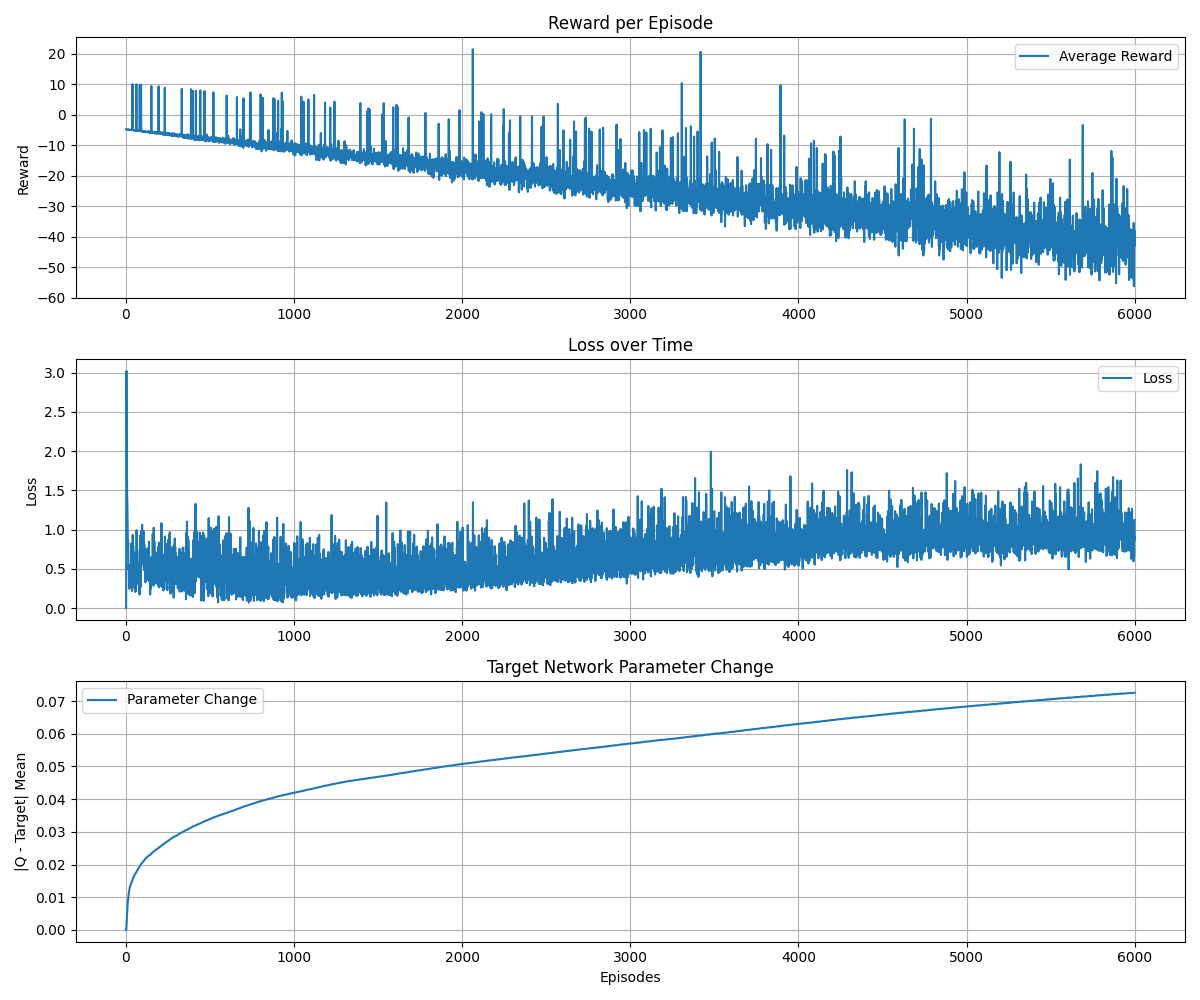 Reward per Episode
Average Reward
Reward
20
10
0
−10
−20
−30
−40
−50
−60
0 1000 2000 3000 4000 5000 6000
Loss over Time
Loss
Loss
3.0
2.5
2.0
1.5
1.0
0.5
0.0
0 1000 2000 3000 4000 5000 6000
Target Network Parameter Change
Parameter Change
|Q - Target| Mean
0.07
0.06
0.05
0.04
0.03
0.02
0.01
0.00
0 1000 2000 3000 4000 5000 6000
Episodes